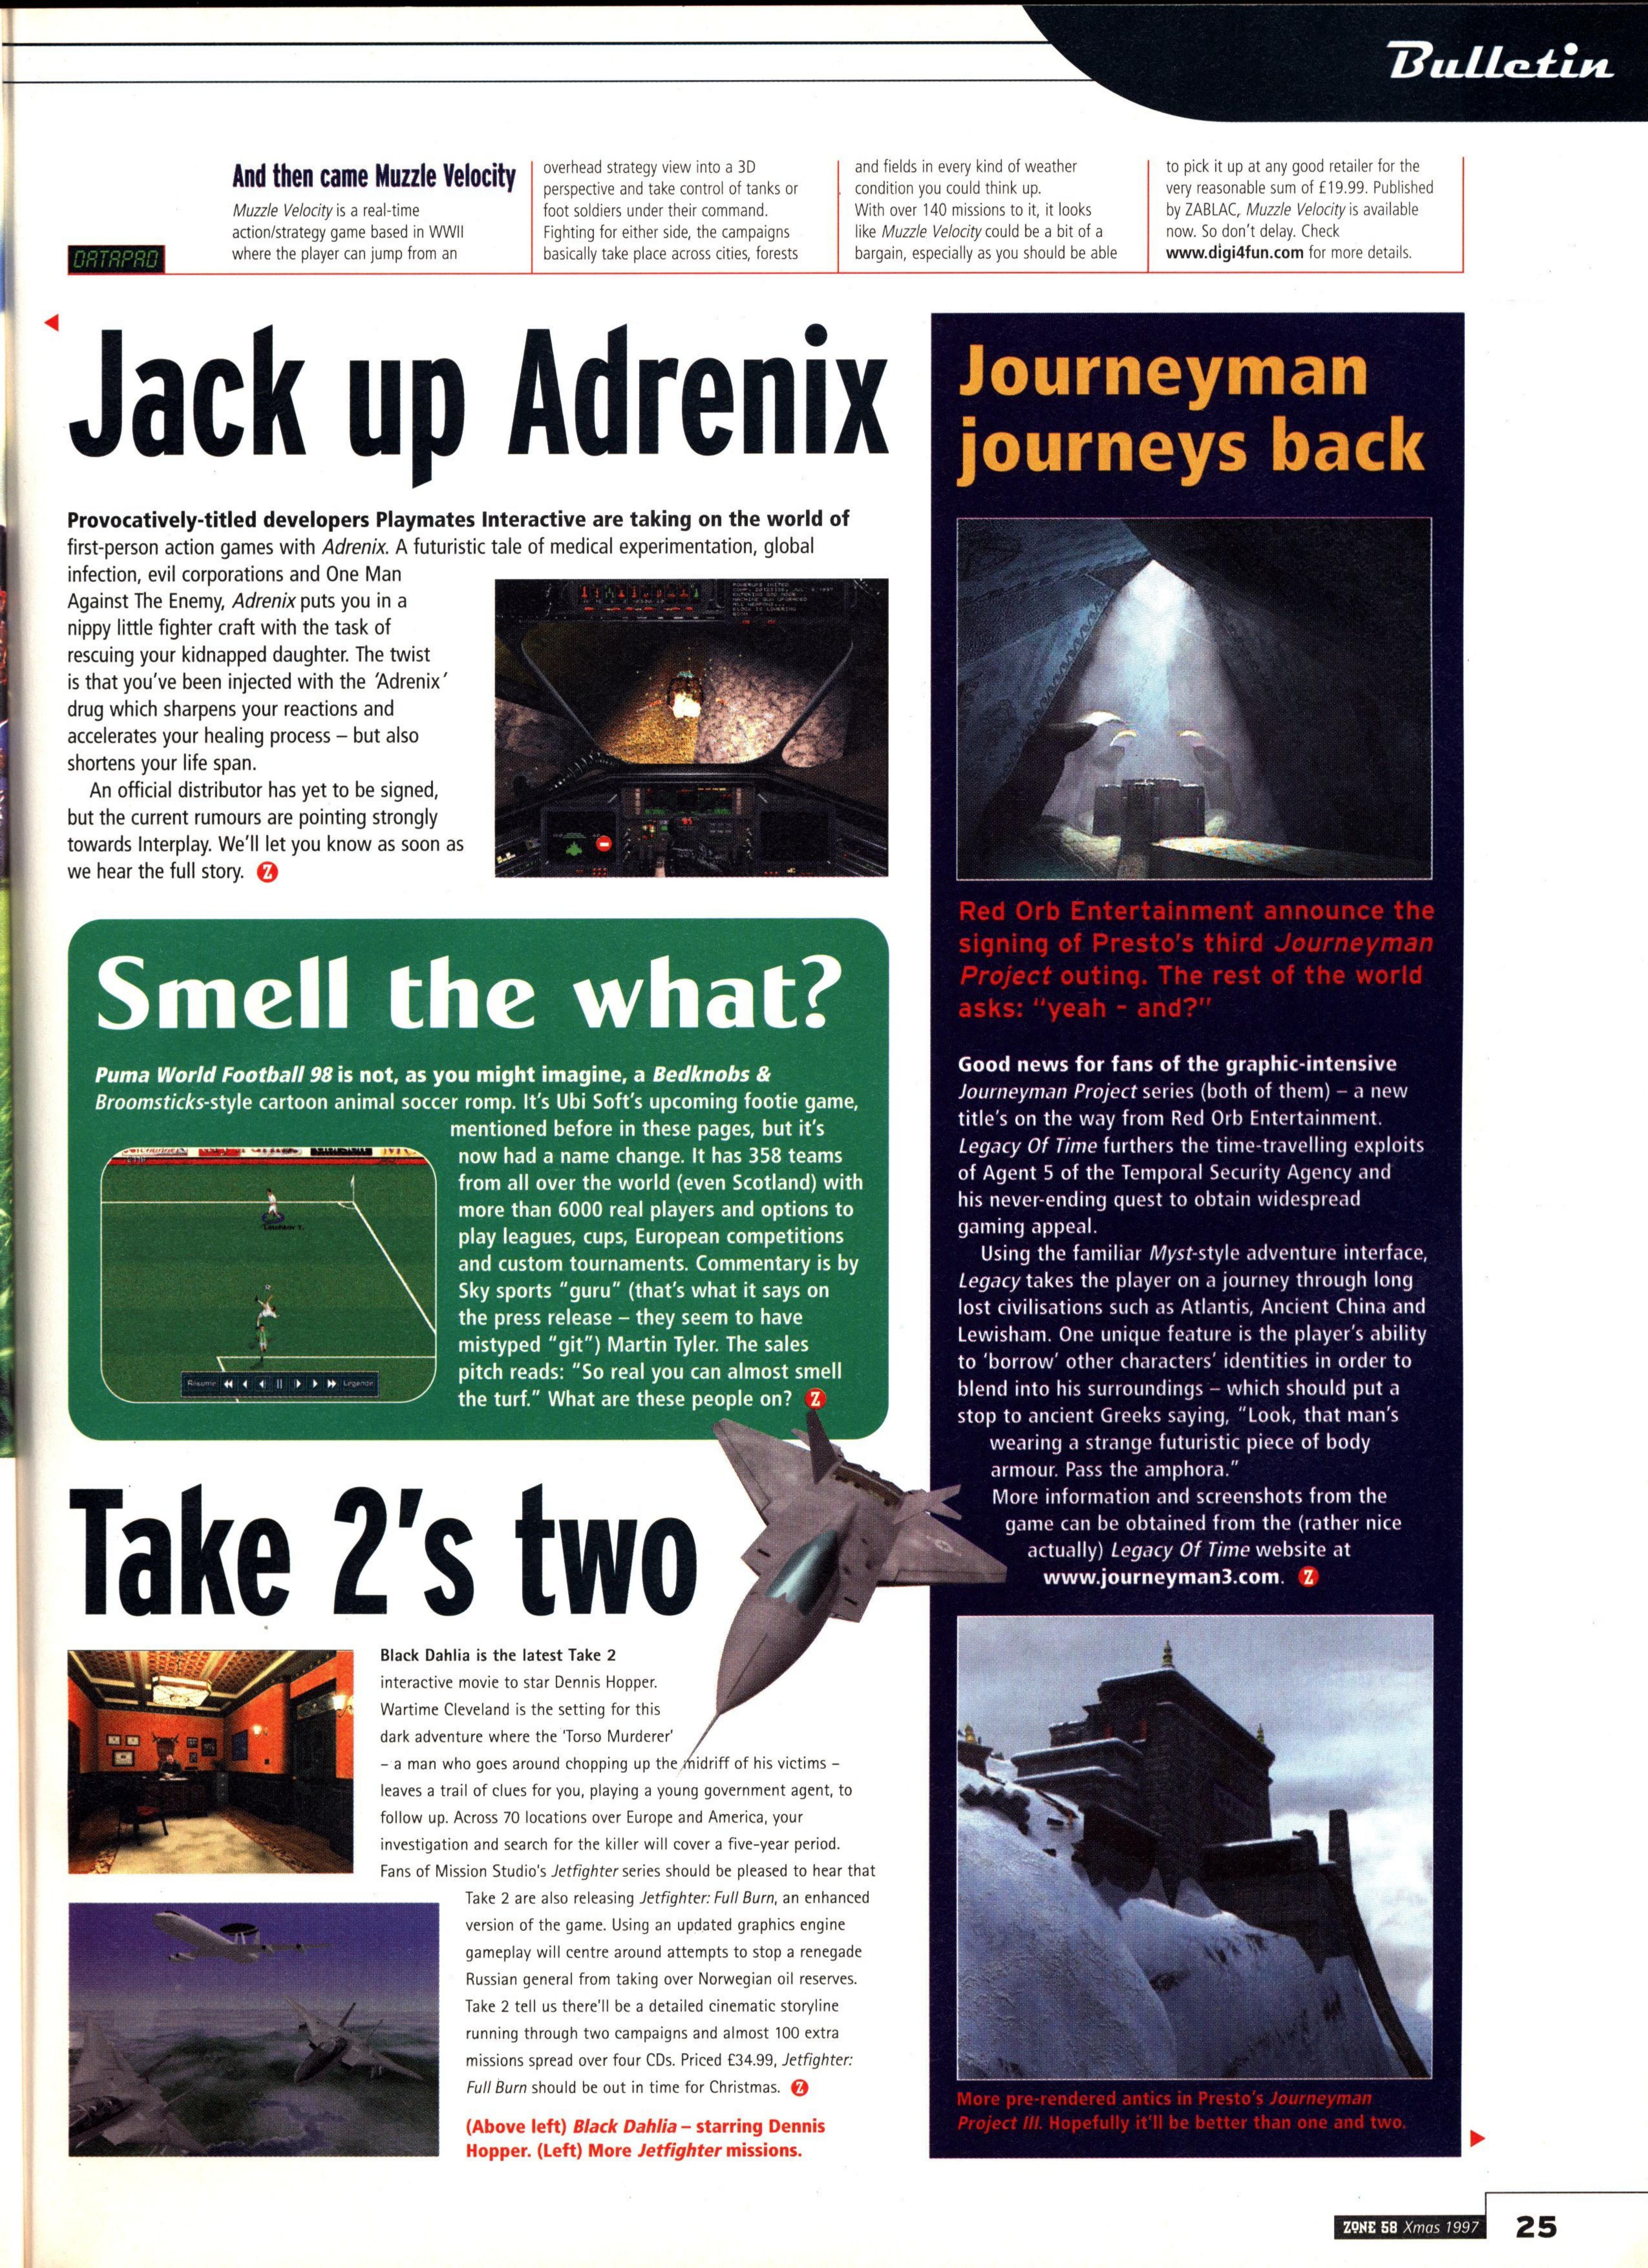 Bulletin
And then came Muzzle Velocity
Muzzle Velocity is a real-time
action/strategy game based in WWII
where the player can jump from an
overhead strategy view into a 3D
perspective and take control of tanks or
foot soldiers under their command.
Fighting for either side, the campaigns
basically take place across cities, forests
and fields in every kind of weather
condition you could think up.
With over 140 missions to it, it looks
like Muzzle Velocity could be a bit of a
bargain, especially as you should be able
to pick it up at any good retailer for the
very reasonable sum of £19.99. Published
by ZABLAC, Muzzle Velocity is available
now. So don't delay. Check
www.digi4fun.com for more details.
DATAPAD
Jack up Adrenix
Provocatively-titled developers Playmates Interactive are taking on the world of
first-person action games with Adrenix. A futuristic tale of medical experimentation, global
infection, evil corporations and One Man
Against The Enemy, Adrenix puts you in a
nippy little fighter craft with the task of
rescuing your kidnapped daughter. The twist
is that you've been injected with the 'Adrenix'
drug which sharpens your reactions and
accelerates your healing process – but also
shortens your life span.
An official distributor has yet to be signed,
but the current rumours are pointing strongly
towards Interplay. We'll let you know as soon as
we hear the full story. Z
Smell the what?
Puma World Football 98 is not, as you might imagine, a Bedknobs &
Broomsticks-style cartoon animal soccer romp. It's Ubi Soft's upcoming footie game,
mentioned before in these pages, but it's
now had a name change. It has 358 teams
from all over the world (even Scotland) with
more than 6000 real players and options to
play leagues, cups, European competitions
and custom tournaments. Commentary is by
Sky sports "guru" (that's what it says on
the press release – they seem to have
mistyped "git") Martin Tyler. The sales
pitch reads: "So real you can almost smell
the turf." What are these people on? Z
Resume
Legende
Take 2's two
Black Dahlia is the latest Take 2
interactive movie to star Dennis Hopper.
Wartime Cleveland is the setting for this
dark adventure where the 'Torso Murderer'
– a man who goes around chopping up the midriff of his victims –
leaves a trail of clues for you, playing a young government agent, to
follow up. Across 70 locations over Europe and America, your
investigation and search for the killer will cover a five-year period.
Fans of Mission Studio's Jetfighter series should be pleased to hear that
Take 2 are also releasing Jetfighter: Full Burn, an enhanced
version of the game. Using an updated graphics engine
gameplay will centre around attempts to stop a renegade
Russian general from taking over Norwegian oil reserves.
Take 2 tell us there'll be a detailed cinematic storyline
running through two campaigns and almost 100 extra
missions spread over four CDs. Priced £34.99, Jetfighter:
Full Burn should be out in time for Christmas. Z
(Above left) Black Dahlia – starring Dennis
Hopper. (Left) More Jetfighter missions.
Journeyman
journeys back
Red Orb Entertainment announce the
signing of Presto's third Journeyman
Project outing. The rest of the world
asks: "yeah - and?"
Good news for fans of the graphic-intensive
Journeyman Project series (both of them) – a new
title's on the way from Red Orb Entertainment.
Legacy Of Time furthers the time-travelling exploits
of Agent 5 of the Temporal Security Agency and
his never-ending quest to obtain widespread
gaming appeal.
Using the familiar Myst-style adventure interface,
Legacy takes the player on a journey through long
lost civilisations such as Atlantis, Ancient China and
Lewisham. One unique feature is the player's ability
to 'borrow' other characters' identities in order to
blend into his surroundings – which should put a
stop to ancient Greeks saying, "Look, that man's
wearing a strange futuristic piece of body
armour. Pass the amphora."
More information and screenshots from the
game can be obtained from the (rather nice
actually) Legacy Of Time website at
www.journeyman3.com. Z
More pre-rendered antics in Presto's Journeyman
Project III. Hopefully it'll be better than one and two.
ZONE 58 Xmas 1997
25